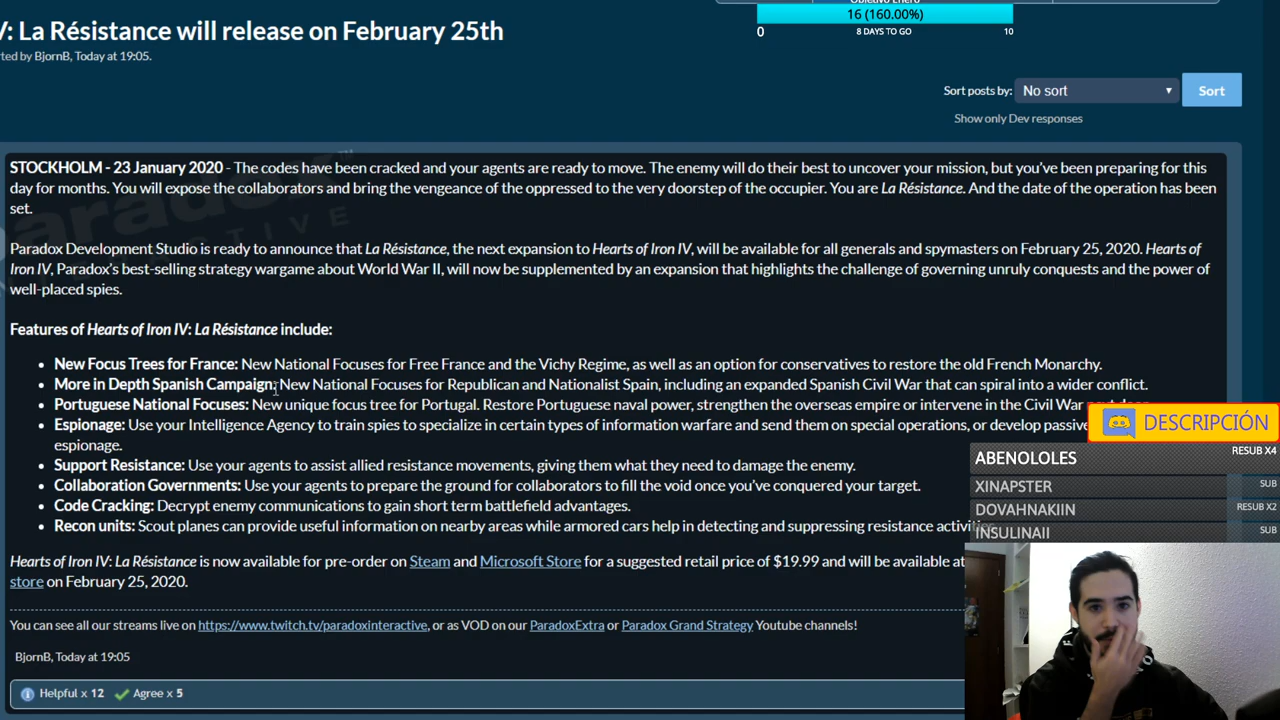 V: La Résistance will release on February 25th
ted by BjornB, Today at 19:05.
Objetivo Enero
16 (160.00%)
0 8 DAYS TO GO 10
Sort posts by: No sort Sort
Show only Dev responses
STOCKHOLM - 23 January 2020 - The codes have been cracked and your agents are ready to move. The enemy will do their best to uncover your mission, but you've been preparing for this
day for months. You will expose the collaborators and bring the vengeance of the oppressed to the very doorstep of the occupier. You are La Résistance. And the date of the operation has been
set.
Paradox Development Studio is ready to announce that La Résistance, the next expansion to Hearts of Iron IV, will be available for all generals and spymasters on February 25, 2020. Hearts of
Iron IV, Paradox's best-selling strategy wargame about World War II, will now be supplemented by an expansion that highlights the challenge of governing unruly conquests and the power of
well-placed spies.
Features of Hearts of Iron IV: La Résistance include:
• New Focus Trees for France: New National Focuses for Free France and the Vichy Regime, as well as an option for conservatives to restore the old French Monarchy.
• More in Depth Spanish Campaign: New National Focuses for Republican and Nationalist Spain, including an expanded Spanish Civil War that can spiral into a wider conflict.
• Portuguese National Focuses: New unique focus tree for Portugal. Restore Portuguese naval power, strengthen the overseas empire or intervene in the Civil War next door.
• Espionage: Use your Intelligence Agency to train spies to specialize in certain types of information warfare and send them on special operations, or develop passive
espionage.
• Support Resistance: Use your agents to assist allied resistance movements, giving them what they need to damage the enemy.
• Collaboration Governments: Use your agents to prepare the ground for collaborators to fill the void once you've conquered your target.
• Code Cracking: Decrypt enemy communications to gain short term battlefield advantages.
• Recon units: Scout planes can provide useful information on nearby areas while armored cars help in detecting and suppressing resistance activiti
Hearts of Iron IV: La Résistance is now available for pre-order on Steam and Microsoft Store for a suggested retail price of $19.99 and will be available at
store on February 25, 2020.
You can see all our streams live on https://www.twitch.tv/paradoxinteractive, or as VOD on our ParadoxExtra or Paradox Grand Strategy Youtube channels!
BjornB, Today at 19:05
Helpful x 12 Agree x 5
DESCRIPCIÓN
ABENOLOLES RESUB X4
XINAPSTER SUB
DOVAHNAKIIN RESUB X2
INSULINAII SUB